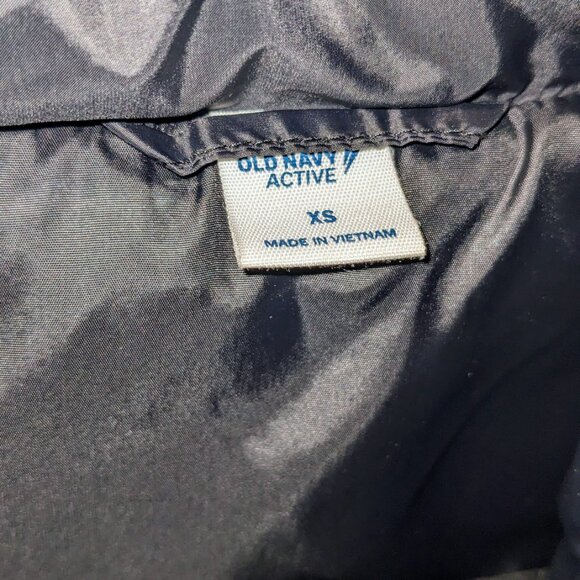 OLD NAVY
ACTIVE
XS
MADE IN VIETNAM